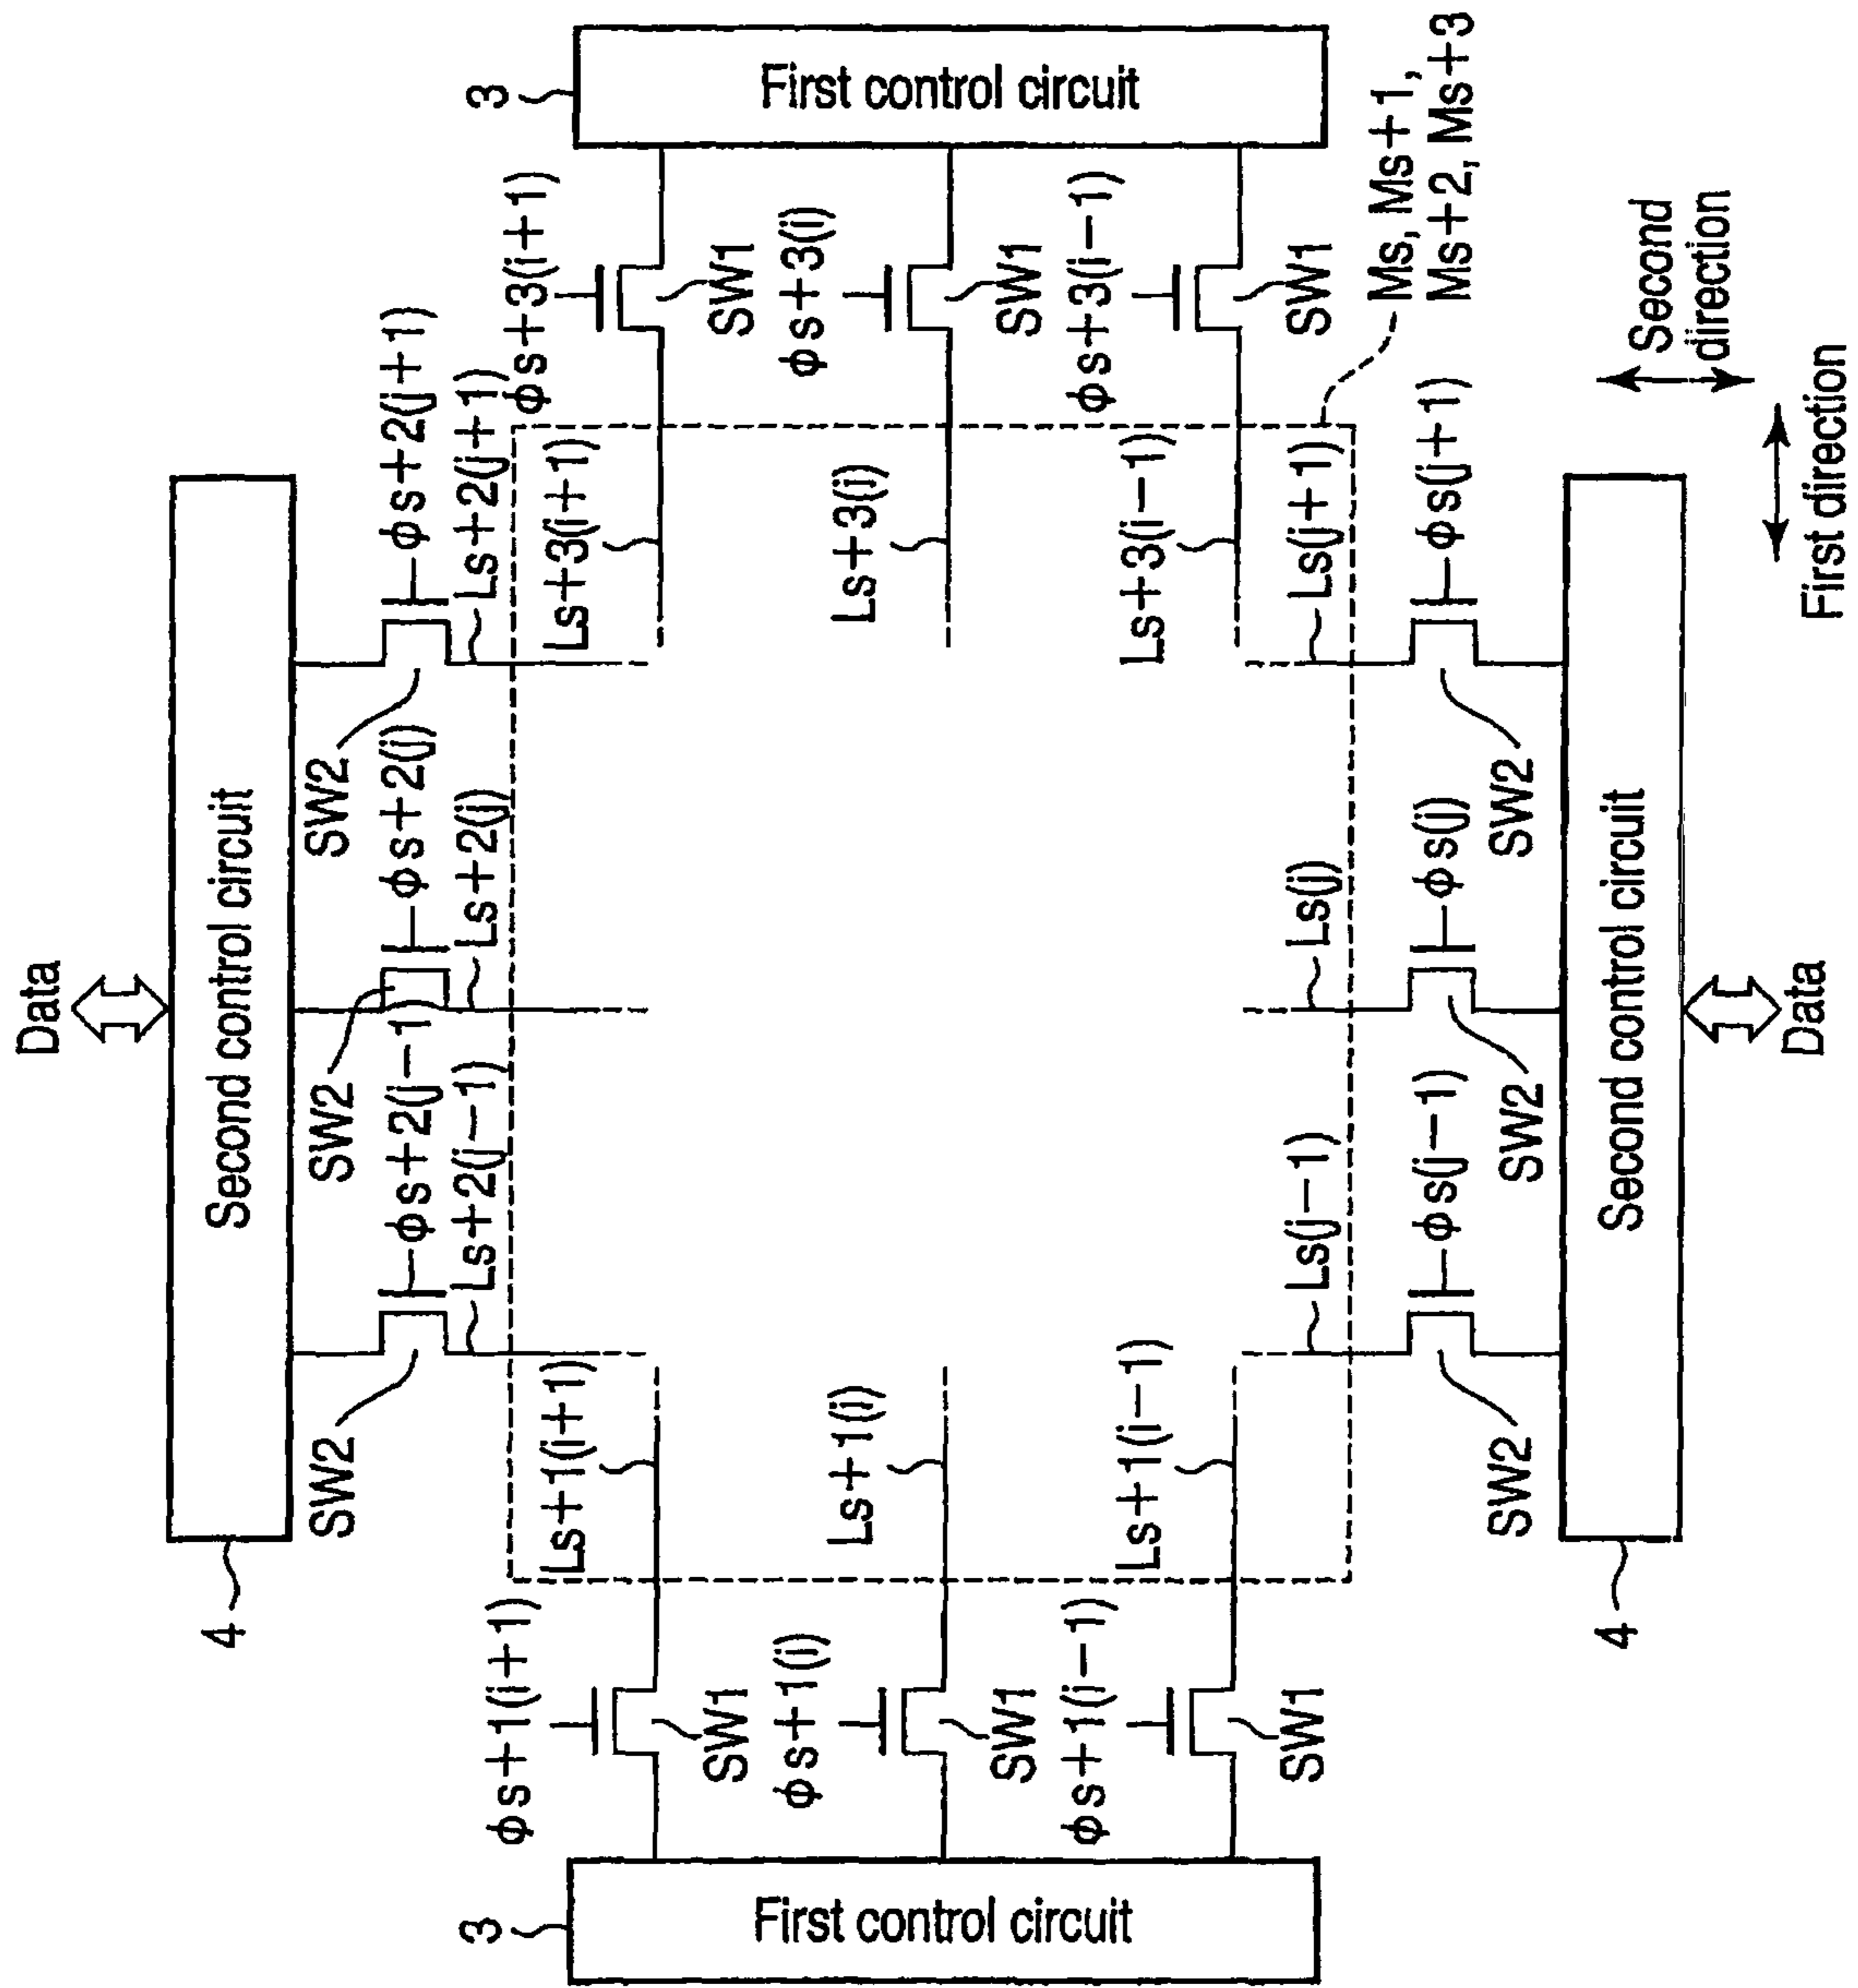 Data
4
Second control circuit
SW2
SW2
SW2
φs+2(j−1
φs+2(j)
φs+2(j+1)
Ls+2(j−1)
Ls+2(j)
Ls+2(j+1)
3
3
φs+1(i+1)
φs+3(i+1)
Ls+1(i+1)
Ls+3(i+1)
SW1
SW1
φs+1(i)
φs+3(i)
Ls+1(i)
Ls+3(i)
First control circuit
First control circuit
SW1
SW1
φs+1(i−1)
φs+3(i−1)
Ls+1(i−1)
Ls+3(i−1)
SW1
SW1
Ls(j−1)
Ls(j)
Ls(j+1)
Ms, Ms+1,
Ms+2, Ms+3
φs(j−1)
φs(j)
φs(j+1)
SW2
SW2
SW2
4
Second control circuit
Second
direction
Data
First direction